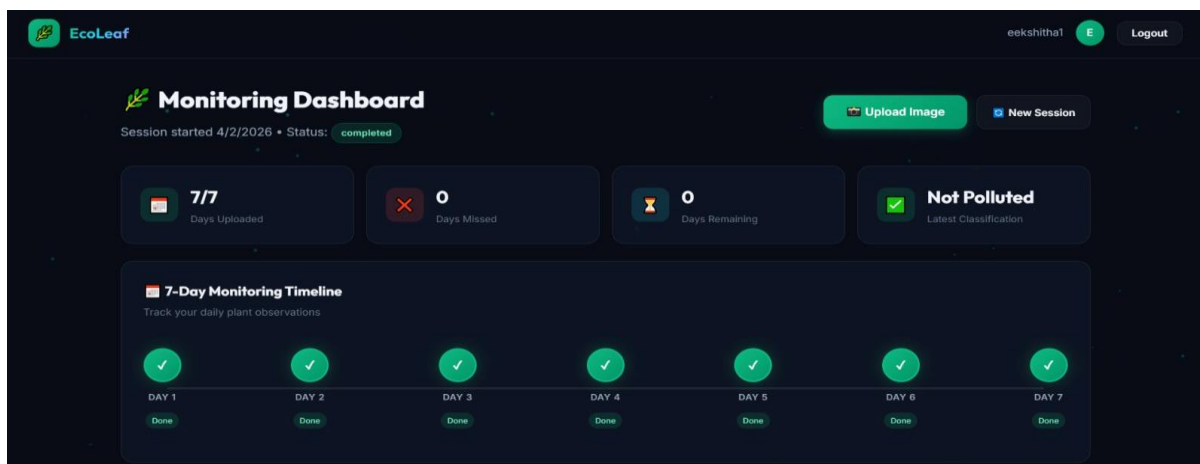 EcoLeaf
eekshitha1 E Logout
Monitoring Dashboard
Session started 4/2/2026 • Status: completed
Upload Image
New Session
7/7
Days Uploaded
0
Days Missed
0
Days Remaining
Not Polluted
Latest Classification
7-Day Monitoring Timeline
Track your daily plant observations
DAY 1 DAY 2 DAY 3 DAY 4 DAY 5 DAY 6 DAY 7
Done Done Done Done Done Done Done